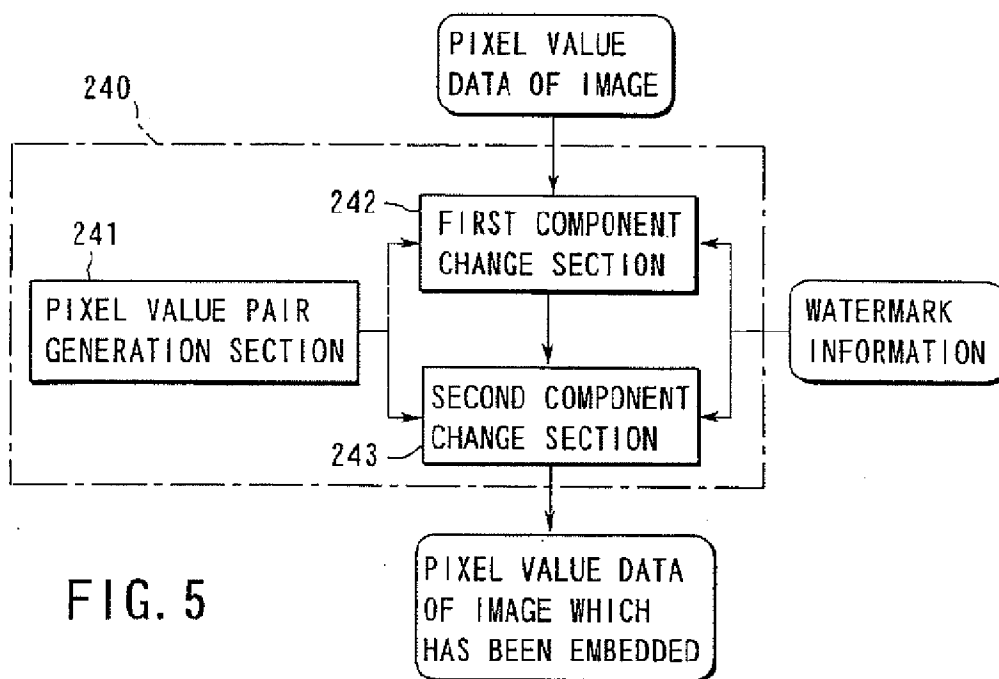 PIXEL VALUE
DATA OF IMAGE
240
242
FIRST COMPONENT
CHANGE SECTION
241
PIXEL VALUE PAIR
GENERATION SECTION
WATERMARK
INFORMATION
SECOND COMPONENT
CHANGE SECTION
243
PIXEL VALUE DATA
OF IMAGE WHICH
HAS BEEN EMBEDDED
FIG. 5